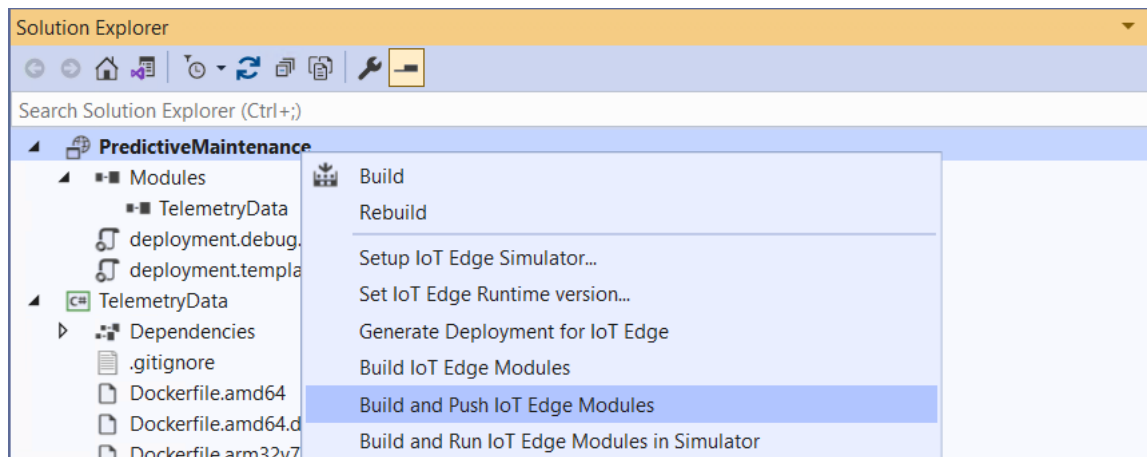 Solution Explorer
Search Solution Explorer (Ctrl+;)
PredictiveMaintenance
Modules
TelemetryData
deployment.debug.
deployment.templa
C# TelemetryData
Dependencies
.gitignore
Dockerfile.amd64
Dockerfile.amd64.d
Dockerfile.arm32v7
Build
Rebuild
Setup IoT Edge Simulator...
Set IoT Edge Runtime version...
Generate Deployment for IoT Edge
Build IoT Edge Modules
Build and Push IoT Edge Modules
Build and Run IoT Edge Modules in Simulator